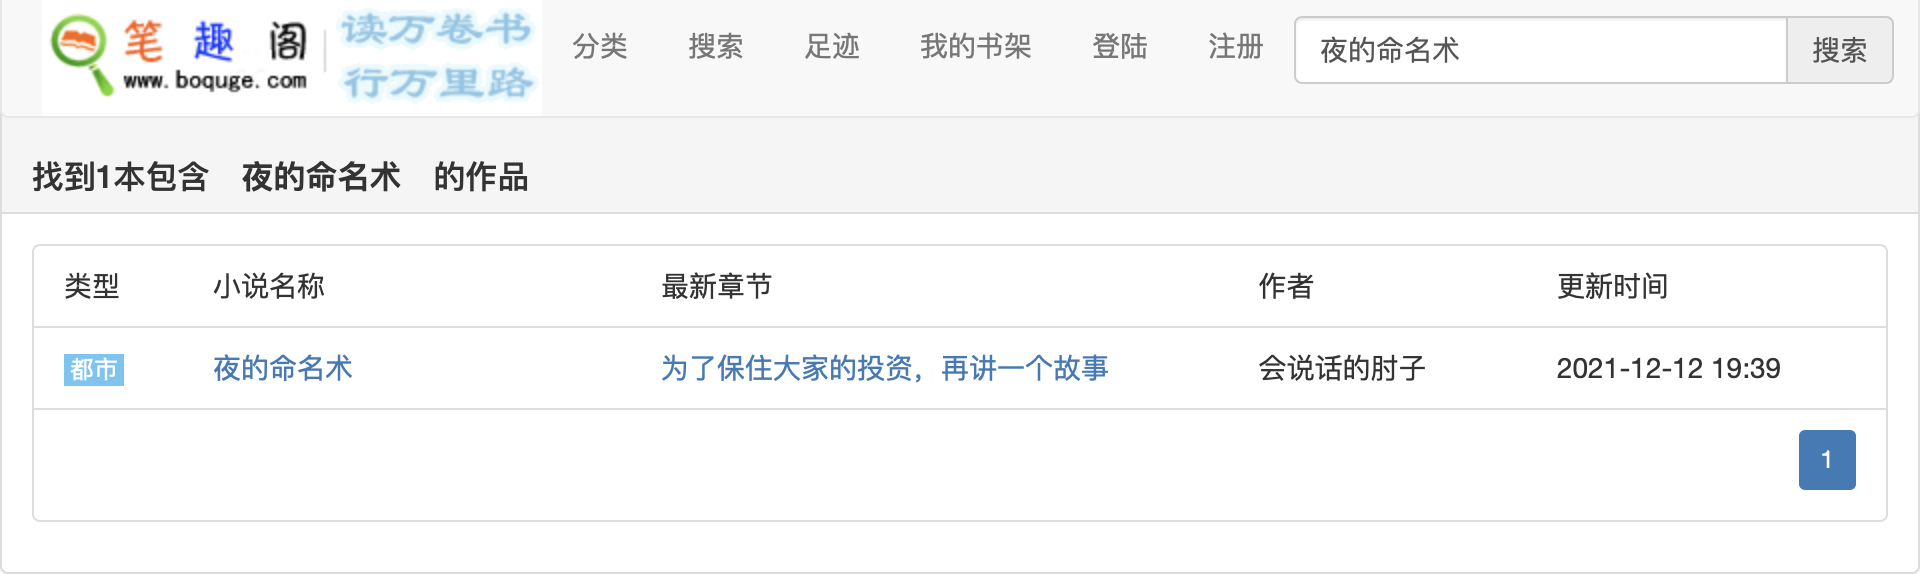 笔趣阁
www.boquge.com
读万卷书
行万里路
分类 搜索 足迹 我的书架 登陆 注册 夜的命名术 搜索
找到1本包含 夜的命名术 的作品
类型 小说名称 最新章节 作者 更新时间
都市 夜的命名术 为了保住大家的投资，再讲一个故事 会说话的肘子 2021-12-12 19:39
1